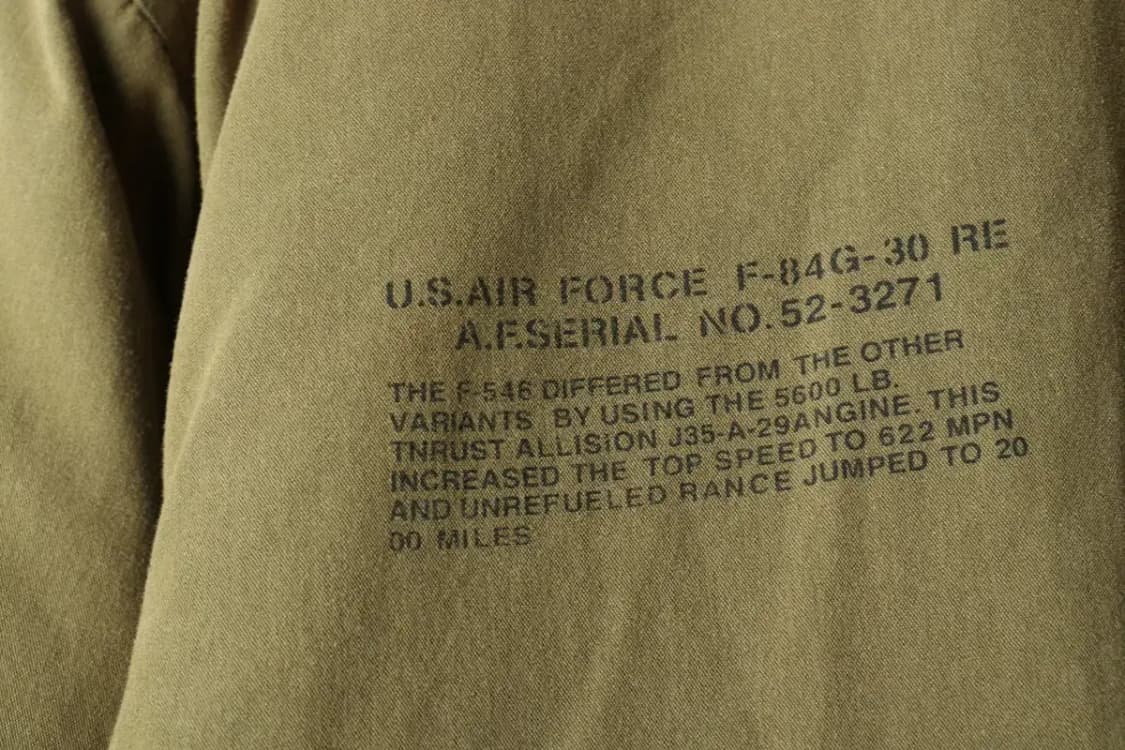 U.S.AIR FORCE F-84G-30 RE
A.F.SERIAL NO.52-3271
THE F-546 DIFFERED FROM THE OTHER
VARIANTS BY USING THE 5600 LB.
TNRUST ALLISION J35-A-29ANGINE. THIS
INCREASED THE TOP SPEED TO 622 MPN
AND UNREFUELED RANCE JUMPED TO 20
00 MILES